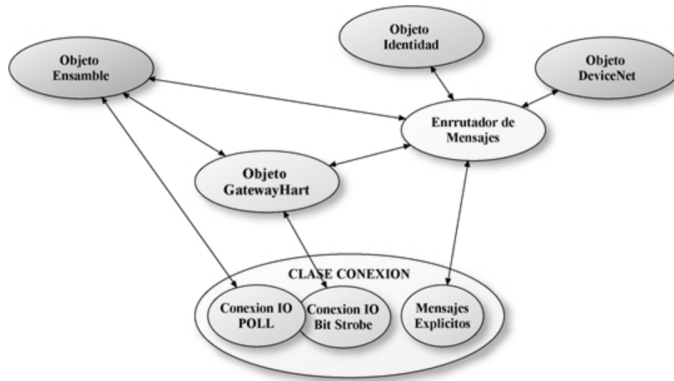 Objeto
Identidad
Objeto
Ensamble
Objeto
DeviceNet
Enrrutador de
Mensajes
Objeto
GatewayHart
CLASE CONEXION
Conexion IO
POLL
Conexion IO
Bit Strobe
Mensajes
Explicitos